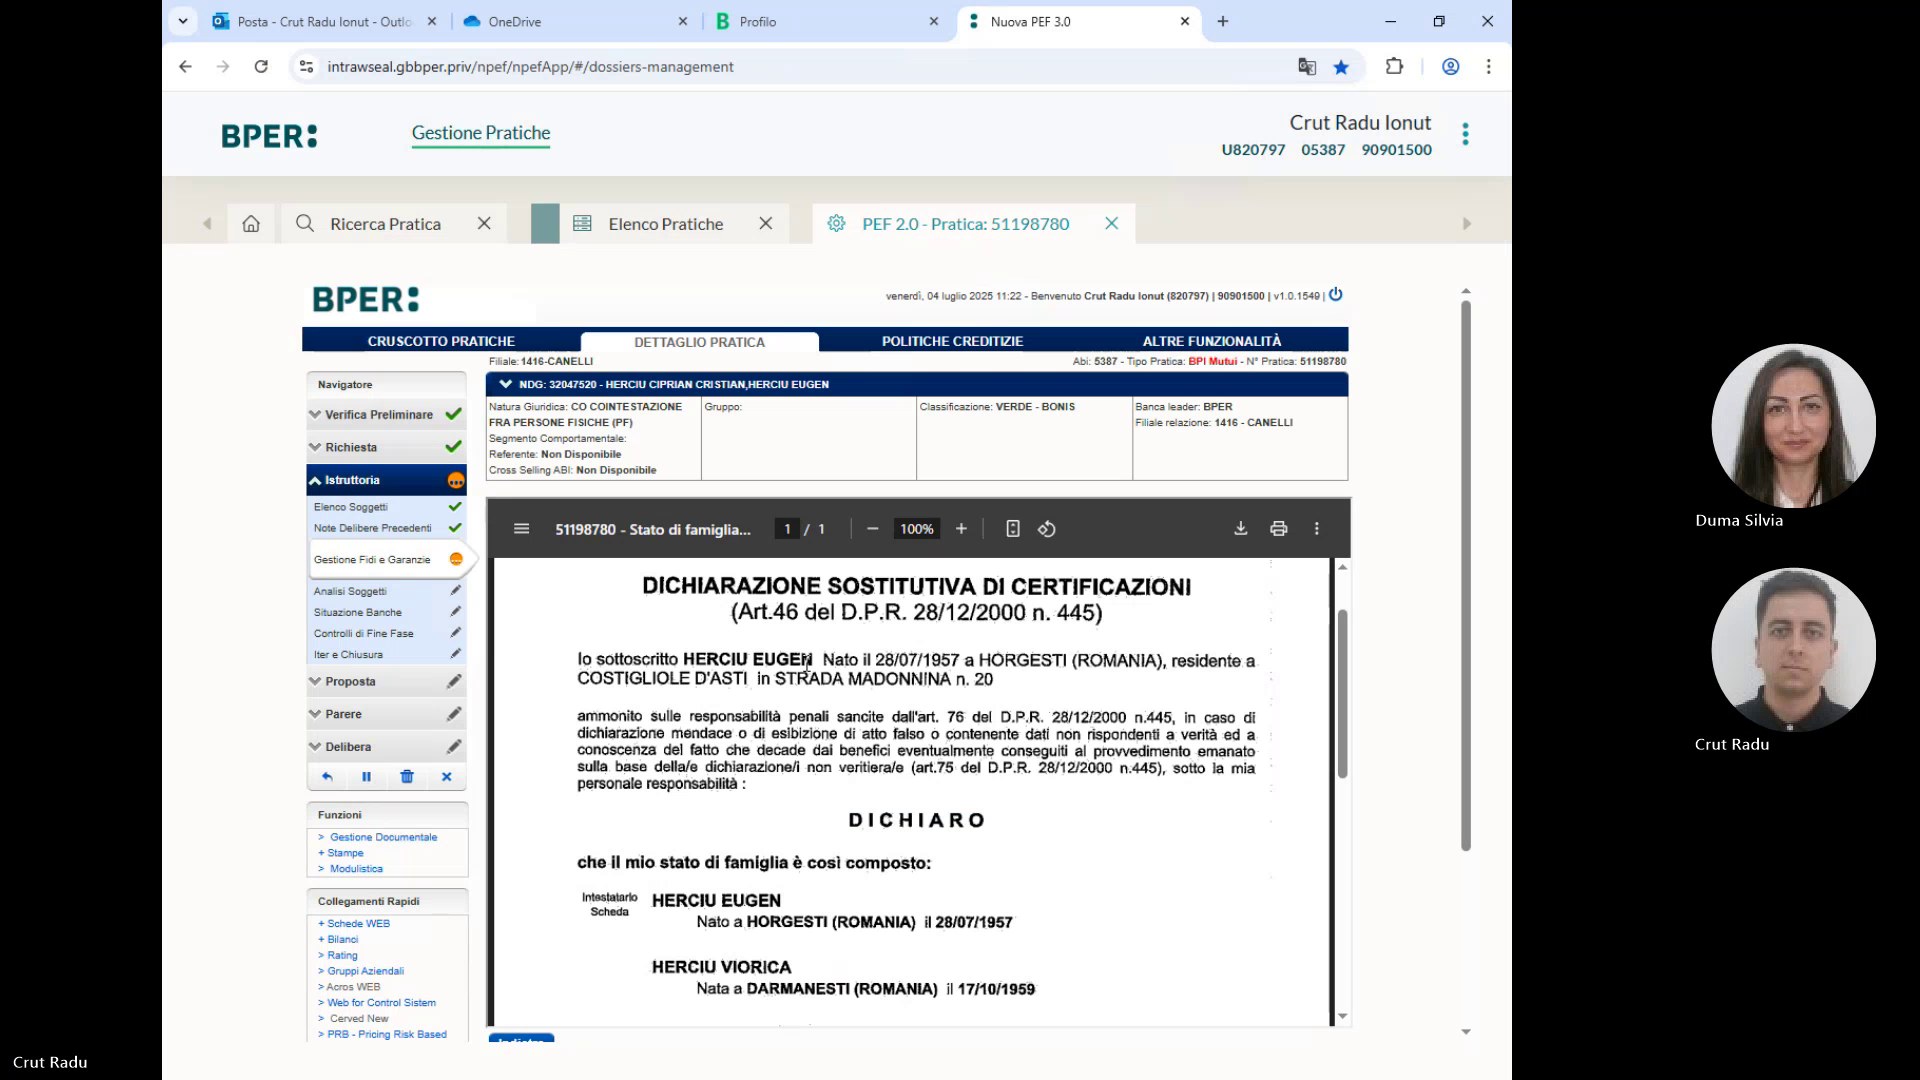 Posta - Crut Radu Ionut - Outlo
OneDrive
Profilo
Nuova PEF 3.0
intrawseal.gbbper.priv/npef/npefApp/#/dossiers-management
BPER:
Gestione Pratiche
Crut Radu Ionut
U820797 05387 90901500
Ricerca Pratica
Elenco Pratiche
PEF 2.0 - Pratica: 51198780
BPER:
venerdì, 04 luglio 2025 11:22 - Benvenuto Crut Radu Ionut (820797) | 90901500 | v1.0.1549 |
CRUSCOTTO PRATICHE
DETTAGLIO PRATICA
POLITICHE CREDITIZIE
ALTRE FUNZIONALITÀ
Filiale: 1416-CANELLI
Abi: 5387 - Tipo Pratica: BPI Mutui - N° Pratica: 51198780
Navigatore
Verifica Preliminare
Richiesta
Istruttoria
Elenco Soggetti
Note Delibere Precedenti
Gestione Fidi e Garanzie
Analisi Soggetti
Situazione Banche
Controlli di Fine Fase
Iter e Chiusura
Proposta
Parere
Delibera
Funzioni
> Gestione Documentale
+ Stampe
> Modulistica
Collegamenti Rapidi
+ Schede WEB
+ Bilanci
> Rating
> Gruppi Aziendali
> Acros WEB
> Web for Control Sistem
> Cerved New
> PRB - Pricing Risk Based
NDG: 32047520 - HERCIU CIPRIAN CRISTIAN,HERCIU EUGEN
Natura Giuridica: CO COINTESTAZIONE
FRA PERSONE FISICHE (PF)
Segmento Comportamentale:
Referente: Non Disponibile
Cross Selling ABI: Non Disponibile
Gruppo:
Classificazione: VERDE - BONIS
Banca leader: BPER
Filiale relazione: 1416 - CANELLI
51198780 - Stato di famiglia...
1 / 1
100%
DICHIARAZIONE SOSTITUTIVA DI CERTIFICAZIONI
(Art.46 del D.P.R. 28/12/2000 n. 445)
Io sottoscritto HERCIU EUGEN Nato il 28/07/1957 a HORGESTI (ROMANIA), residente a
COSTIGLIOLE D'ASTI in STRADA MADONNINA n. 20
ammonito sulle responsabilità penali sancite dall'art. 76 del D.P.R. 28/12/2000 n.445, in caso di
dichiarazione mendace o di esibizione di atto falso o contenente dati non rispondenti a verità ed a
conoscenza del fatto che decade dai benefici eventualmente conseguiti al provvedimento emanato
sulla base della/e dichiarazione/i non veritiera/e (art.75 del D.P.R. 28/12/2000 n.445), sotto la mia
personale responsabilità :
DICHIARO
che il mio stato di famiglia è così composto:
Intestatario
Scheda
HERCIU EUGEN
Nato a HORGESTI (ROMANIA) il 28/07/1957
HERCIU VIORICA
Nata a DARMANESTI (ROMANIA) il 17/10/1959
Duma Silvia
Crut Radu
Crut Radu